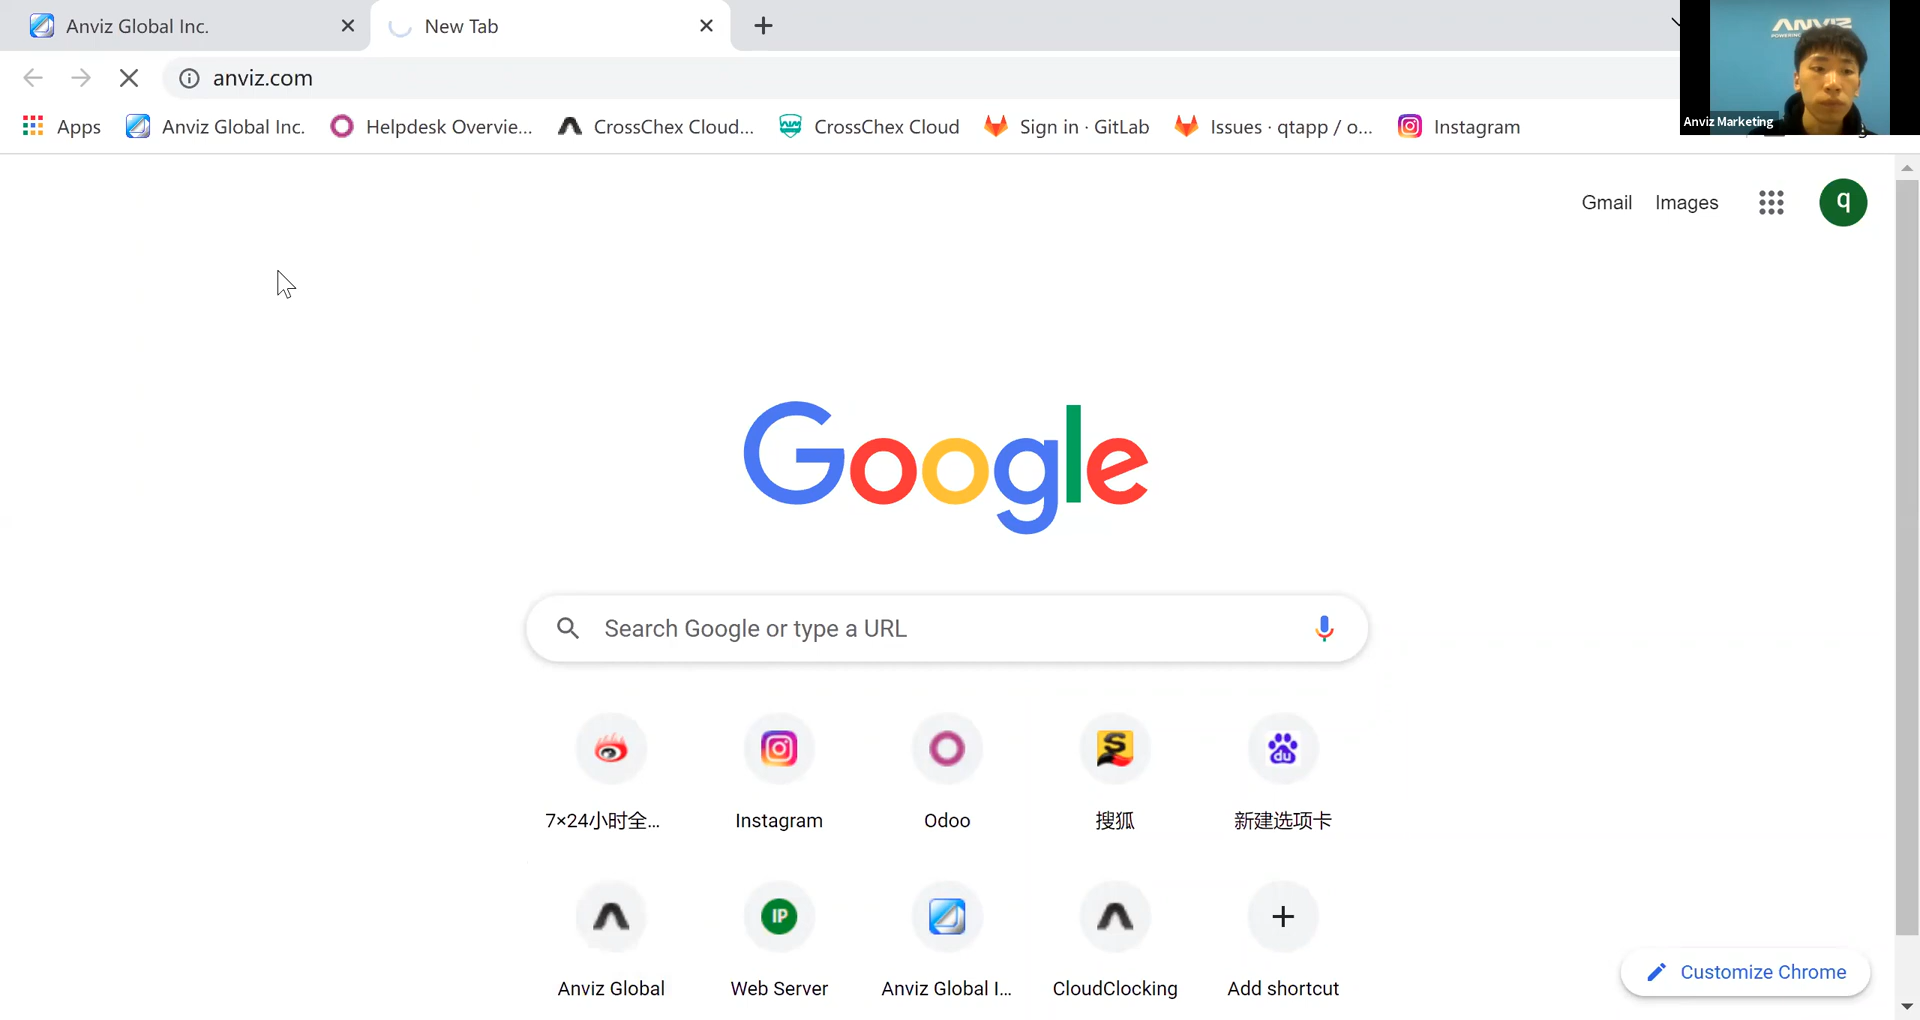 Anviz Global Inc.
New Tab
anviz.com
Apps
Anviz Global Inc.
Helpdesk Overvie...
CrossChex Cloud...
CrossChex Cloud
Sign in · GitLab
Issues · qtapp / o...
Instagram
ANVIZ
Anviz Marketing
Gmail
Images
q
Google
Search Google or type a URL
7×24小时全...
Instagram
Odoo
搜狐
新建选项卡
du
IP
Anviz Global
Web Server
Anviz Global I...
CloudClocking
Add shortcut
Customize Chrome